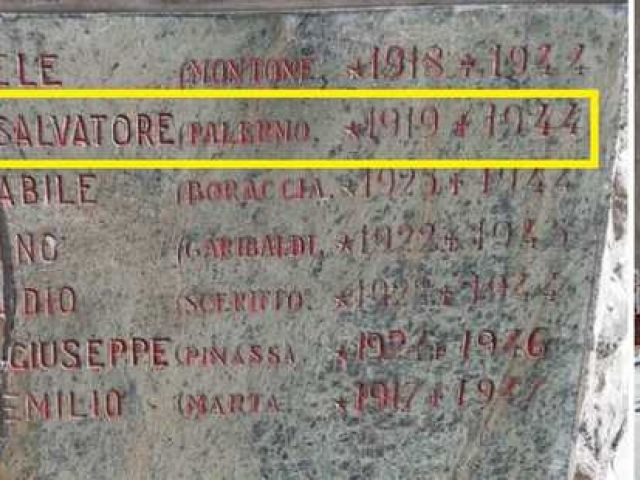 ELE (MONTONE, *1918 + 1944
SALVATORE (PALERMO, *1919 + 1944
ABILE (BORACCIA, *1925 + 1944
NO (GARIBALDI, *1922 + 1945
DIO (SCERITTO, + 1944
GIUSEPPE (PINASSA *1924 + 1946
EMILIO (MARTA *1917 + 1947